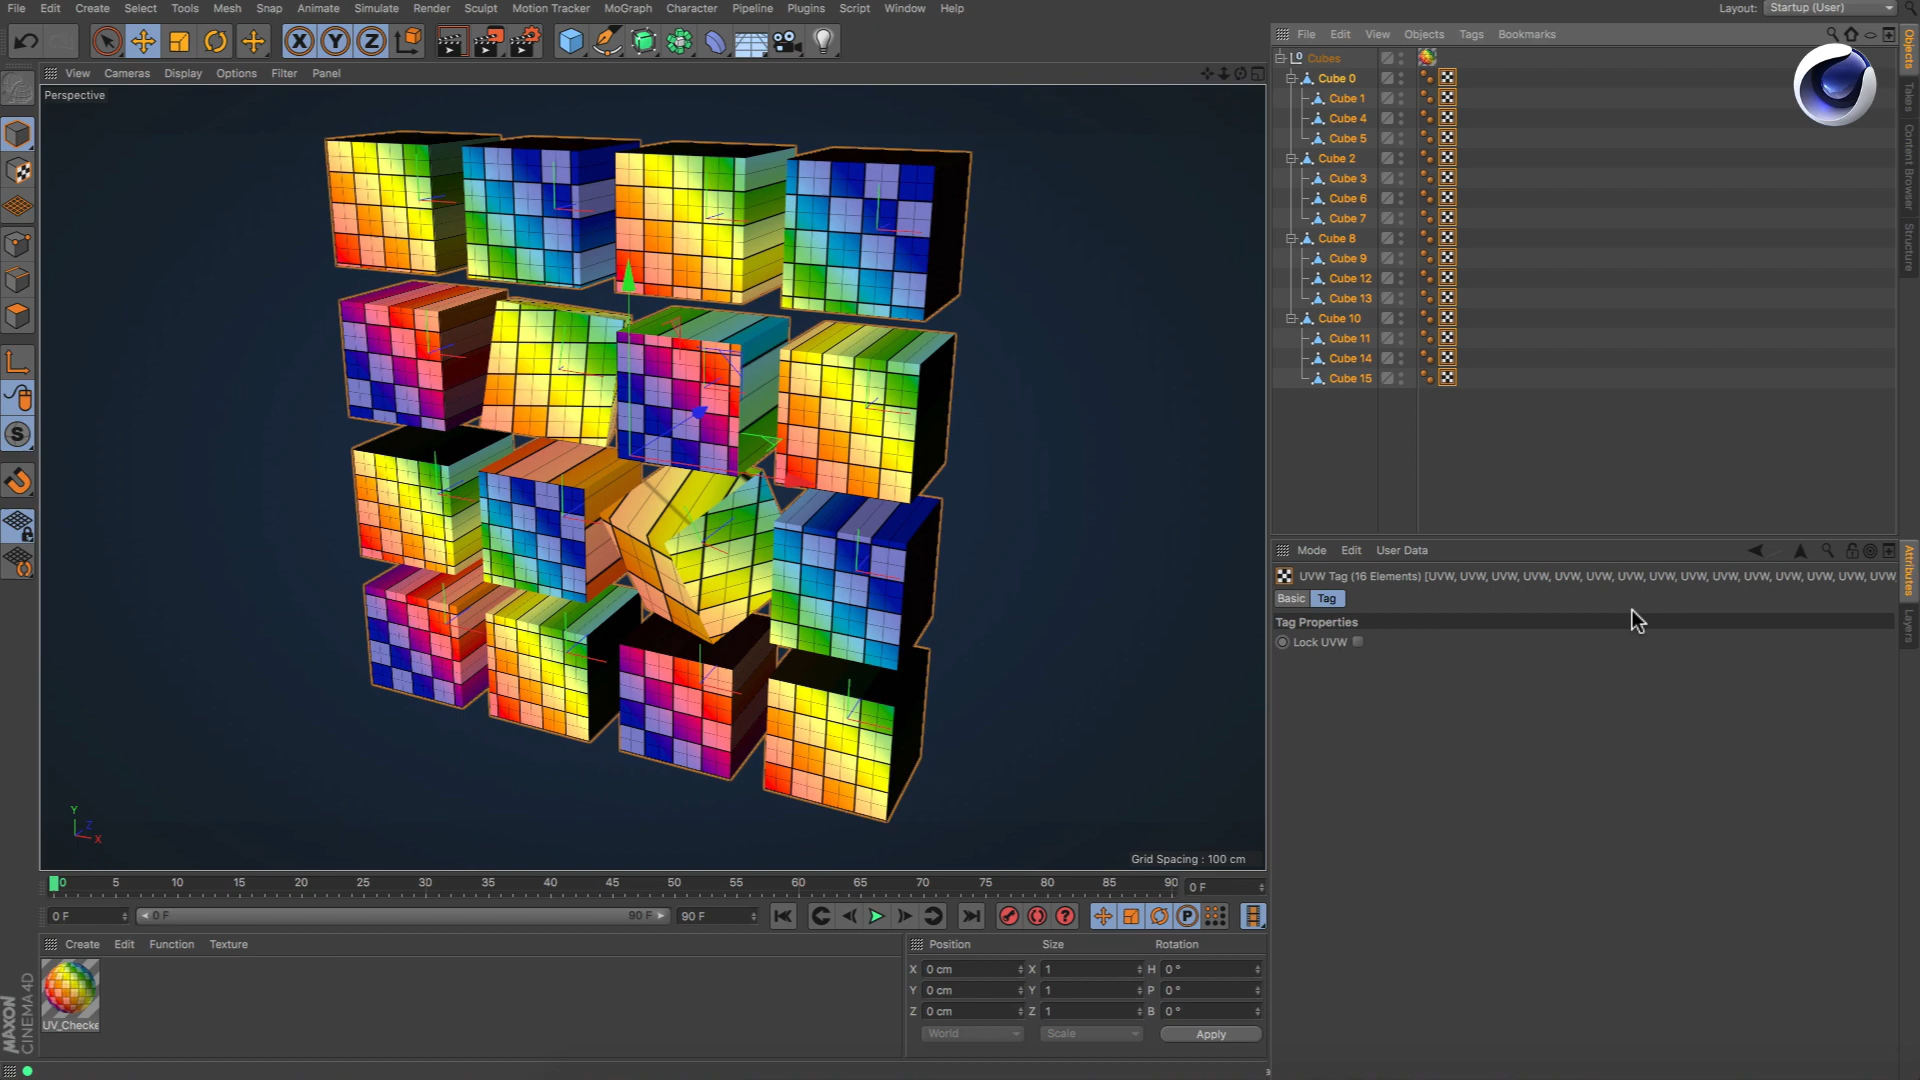 File Edit Create Select Tools Mesh Snap Animate Simulate Render Sculpt Motion Tracker MoGraph Character Pipeline Plugins Script Window Help
Layout: Startup (User)
View Cameras Display Options Filter Panel
Perspective
Grid Spacing : 100 cm
Y
Z
X
0 5 10 15 20 25 30 35 40 45 50 55 60 65 70 75 80 85 90
0 F
0 F
0 F
90 F
90 F
Create Edit Function Texture
UV_Checke
MAXON
CINEMA 4D
Position Size Rotation
X 0 cm X 1 H 0 °
Y 0 cm Y 1 P 0 °
Z 0 cm Z 1 B 0 °
World Scale Apply
File Edit View Objects Tags Bookmarks
Cubes
Cube 0
Cube 1
Cube 4
Cube 5
Cube 2
Cube 3
Cube 6
Cube 7
Cube 8
Cube 9
Cube 12
Cube 13
Cube 10
Cube 11
Cube 14
Cube 15
Objects
Takes
Content Browser
Structure
Mode Edit User Data
UVW Tag (16 Elements) [UVW, UVW, UVW, UVW, UVW, UVW, UVW, UVW, UVW, UVW, UVW, UVW, UVW, UVW, UVW
Basic Tag
Tag Properties
Lock UVW
Attributes
Layers